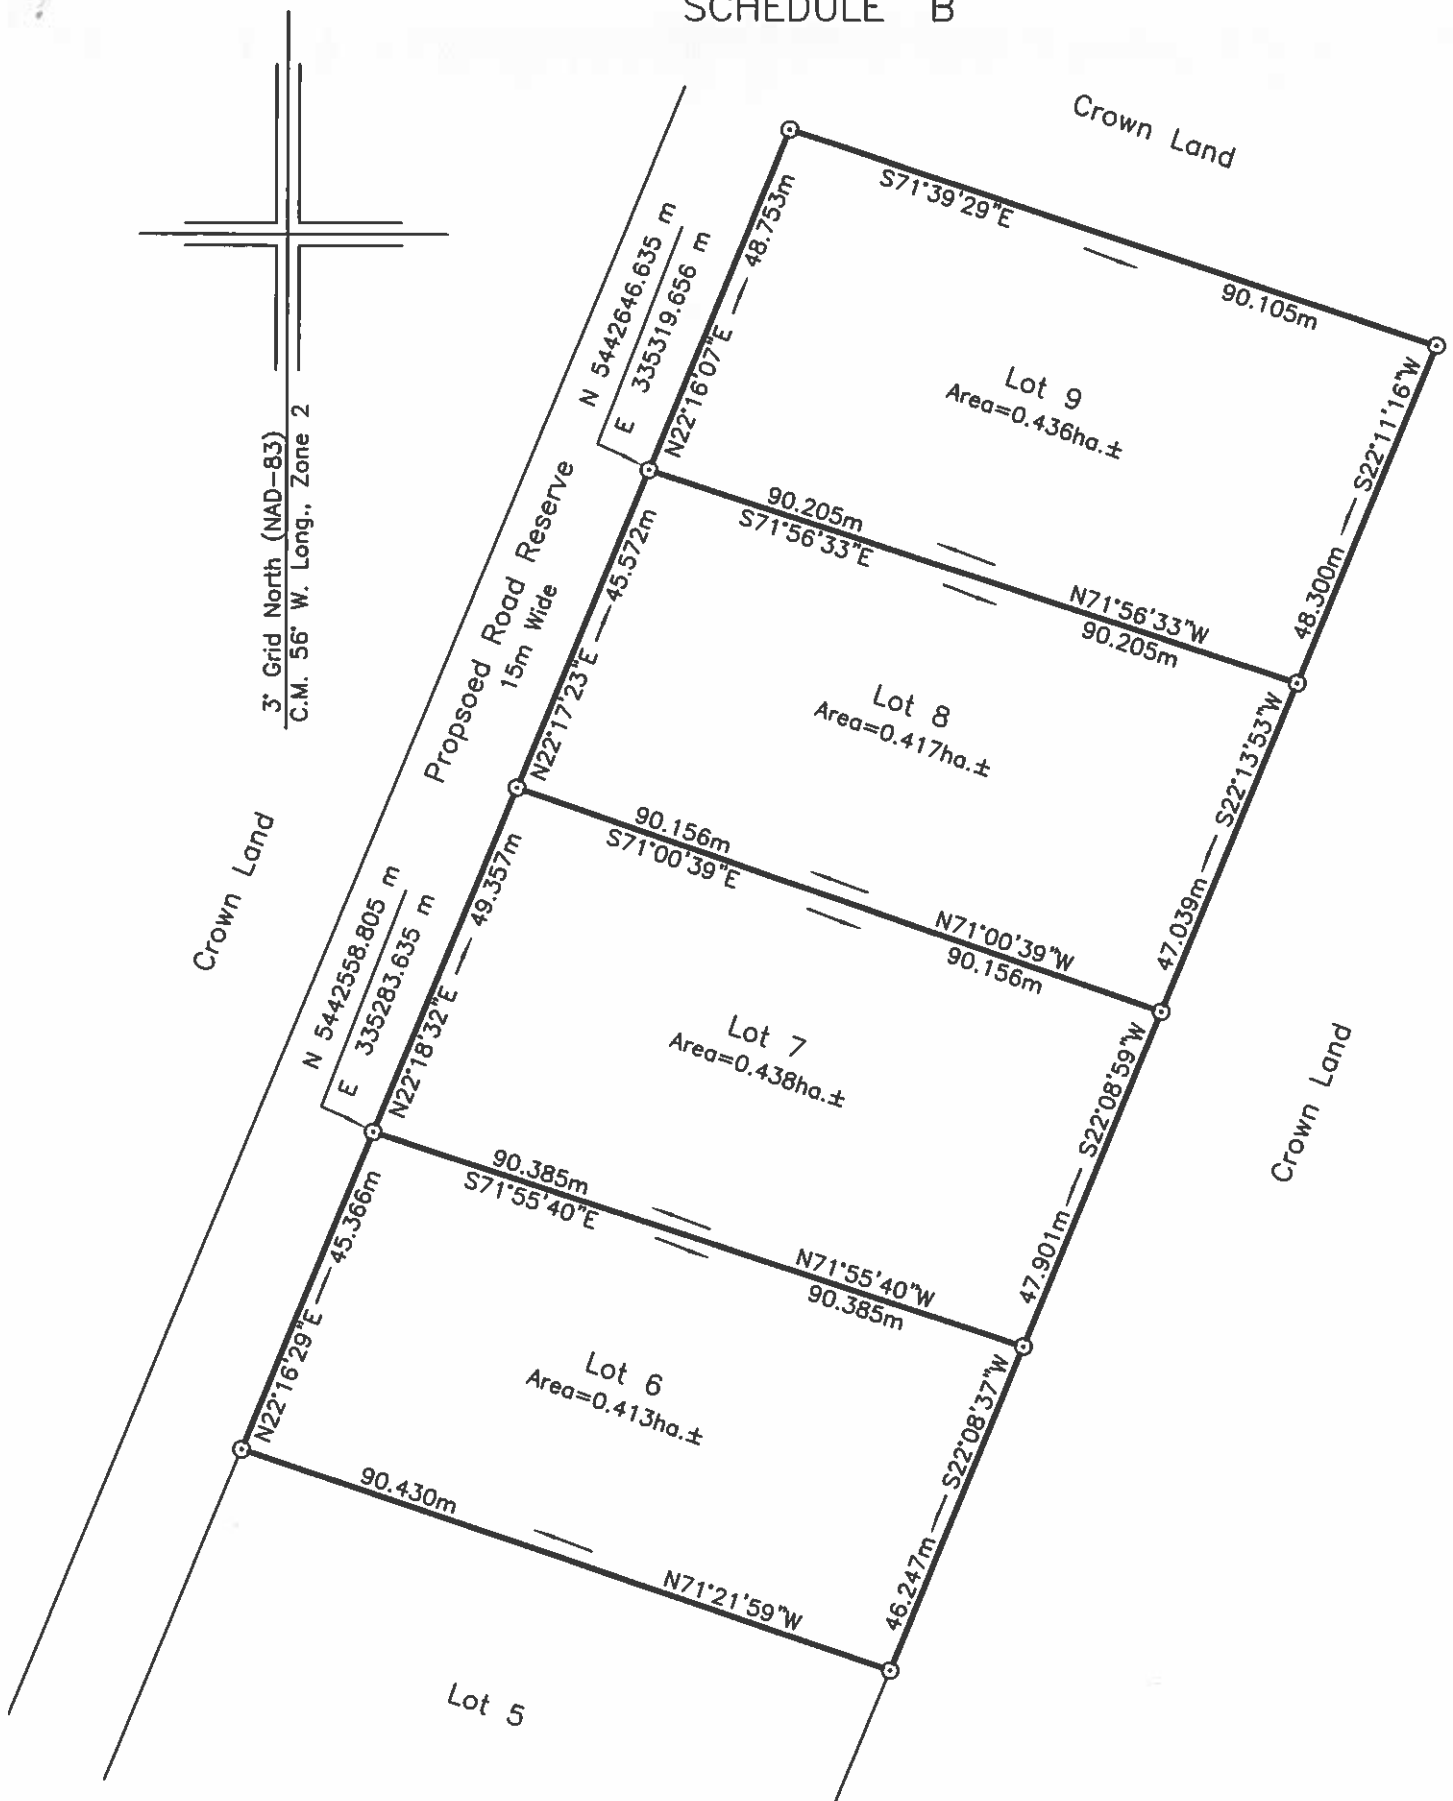 SCHEDULE B
Crown Land
S71°39'29"E
90.105m
48.753m
N22°16'07"E
N 5442646.635 m
E 335319.656 m
Lot 9
Area=0.436ha.±
S22°11'16"W
48.300m
3° Grid North (NAD-83)
C.M. 56° W. Long., Zone 2
Propsoed Road Reserve
15m Wide
90.205m
S71°56'33"E
N71°56'33"W
90.205m
45.572m
N22°17'23"E
Lot 8
Area=0.417ha.±
S22°13'53"W
47.039m
Crown Land
90.156m
S71°00'39"E
N71°00'39"W
90.156m
49.357m
N22°18'32"E
N 5442558.805 m
E 335283.635 m
Lot 7
Area=0.438ha.±
S22°08'59"W
47.901m
Crown Land
90.385m
S71°55'40"E
N71°55'40"W
90.385m
45.366m
N22°16'29"E
Lot 6
Area=0.413ha.±
S22°08'37"W
46.247m
90.430m
N71°21'59"W
Lot 5